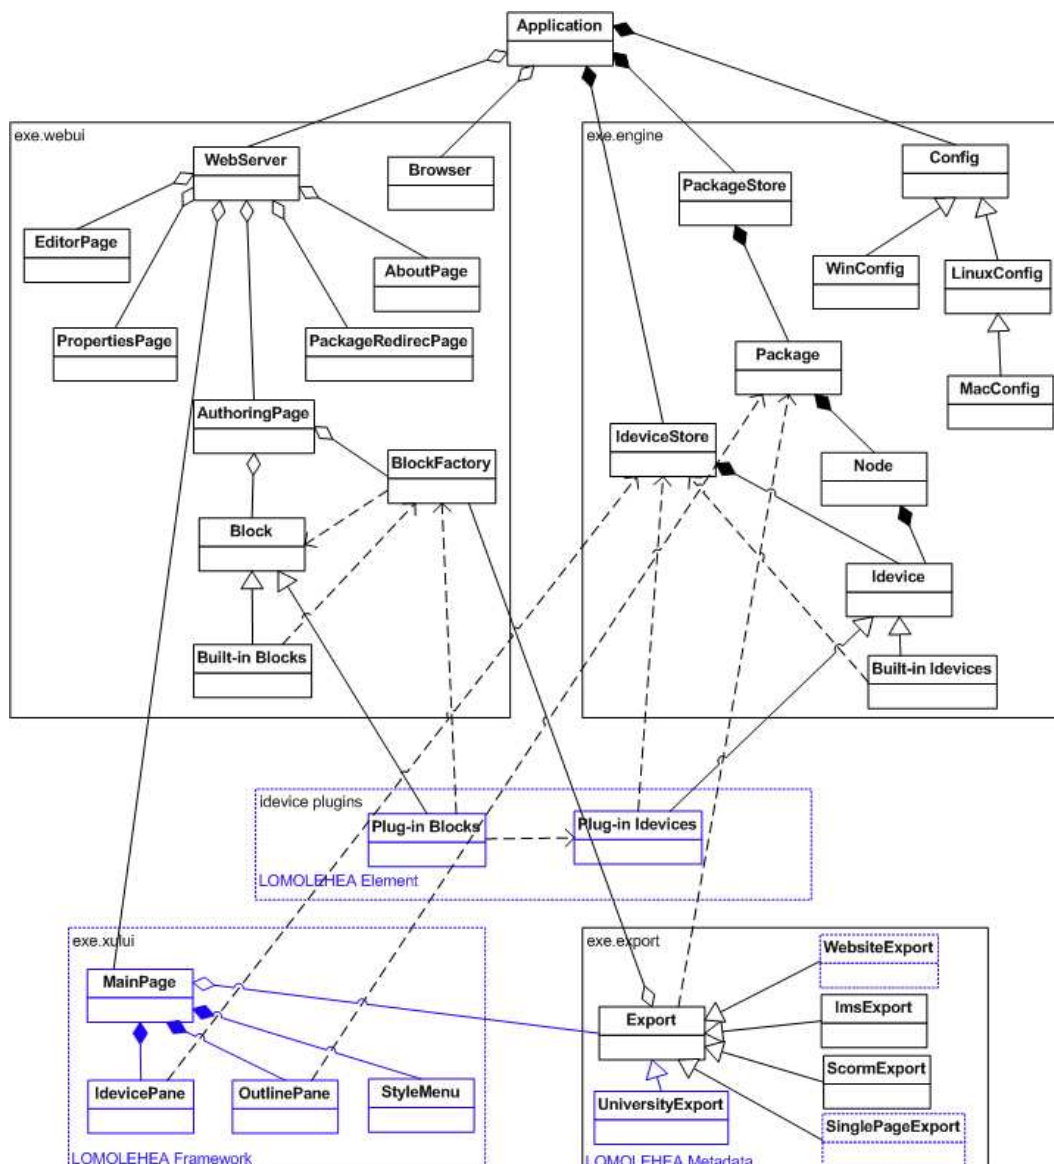 Application
exe.webui
exe.engine
WebServer
Browser
Config
PackageStore
EditorPage
AboutPage
WinConfig
LinuxConfig
PropertiesPage
PackageRedirecPage
Package
MacConfig
AuthoringPage
IdeviceStore
BlockFactory
Node
Block
Idevice
Built-in Blocks
Built-in Idevices
idevice plugins
Plug-in Blocks
Plug-in Idevices
LOMOLEHEA Element
exe.xului
exe.export
WebsiteExport
MainPage
Export
ImsExport
ScormExport
IdevicePane
OutlinePane
StyleMenu
UniversityExport
SinglePageExport
LOMOLEHEA Framework
LOMOLEHEA Metadata